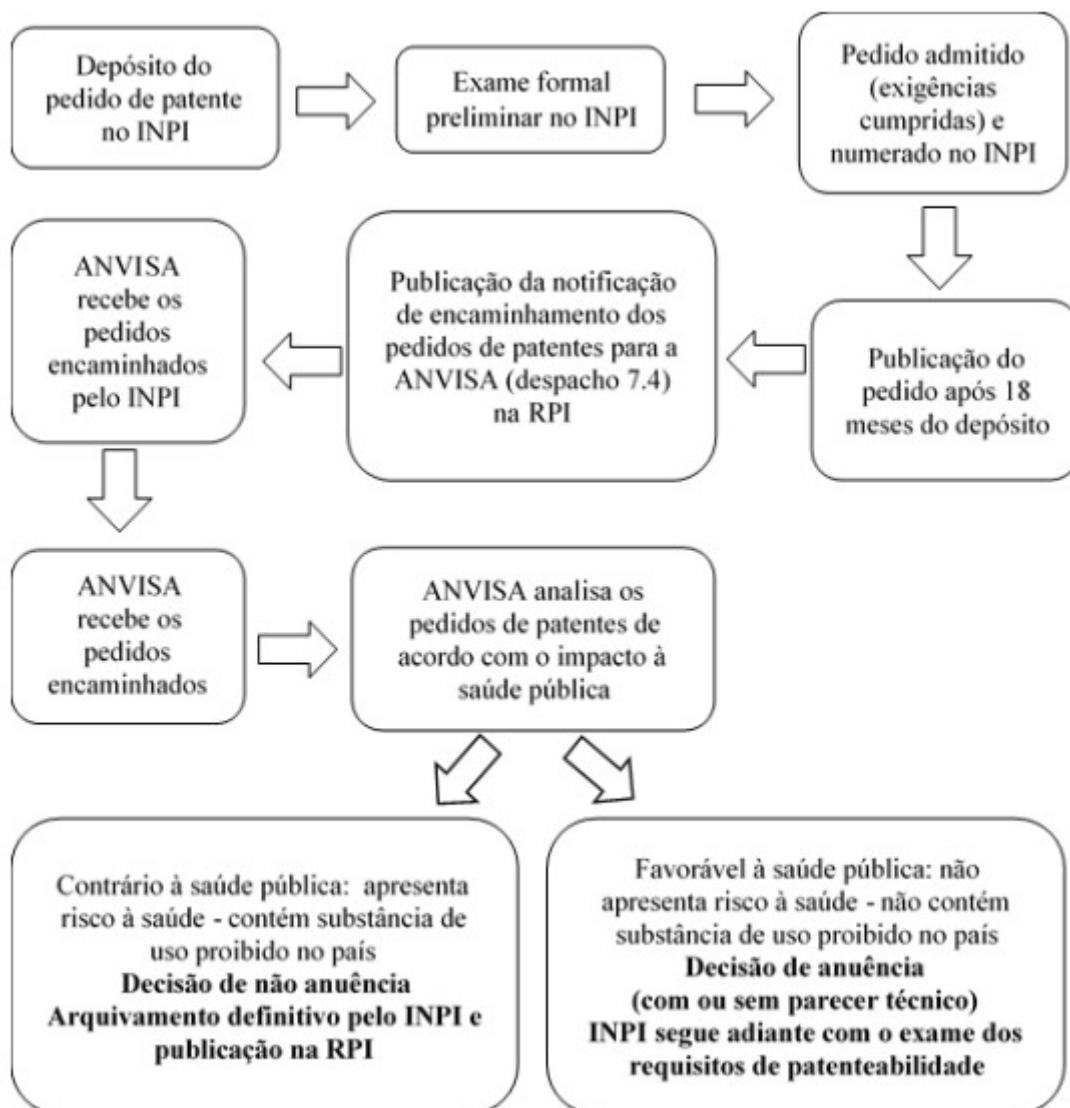 Depósito do
pedido de patente
no INPI
Exame formal
preliminar no INPI
Pedido admitido
(exigências
cumpridas) e
numerado no INPI
Publicação do
pedido após 18
meses do depósito
Publicação da notificação
de encaminhamento dos
pedidos de patentes para a
ANVISA (despacho 7.4)
na RPI
ANVISA
recebe os
pedidos
encaminhados
pelo INPI
ANVISA
recebe os
pedidos
encaminhados
ANVISA analisa os
pedidos de patentes de
acordo com o impacto à
saúde pública
Contrário à saúde pública: apresenta
risco à saúde - contém substância de
uso proibido no país
Decisão de não anuência
Arquivamento definitivo pelo INPI e
publicação na RPI
Favorável à saúde pública: não
apresenta risco à saúde - não contém
substância de uso proibido no país
Decisão de anuência
(com ou sem parecer técnico)
INPI segue adiante com o exame dos
requisitos de patenteabilidade